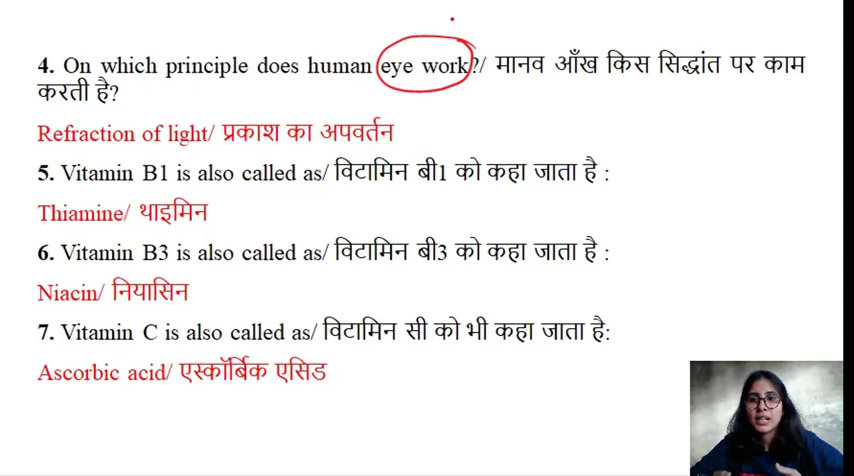 4. On which principle does human eye work?/ मानव आँख किस सिद्धांत पर काम
करती है?
Refraction of light/ प्रकाश का अपवर्तन
5. Vitamin B1 is also called as/ विटामिन बी1 को कहा जाता है :
Thiamine/ थाइमिन
6. Vitamin B3 is also called as/ विटामिन बी3 को कहा जाता है :
Niacin/ नियासिन
7. Vitamin C is also called as/ विटामिन सी को भी कहा जाता है:
Ascorbic acid/ एस्कॉर्बिक एसिड